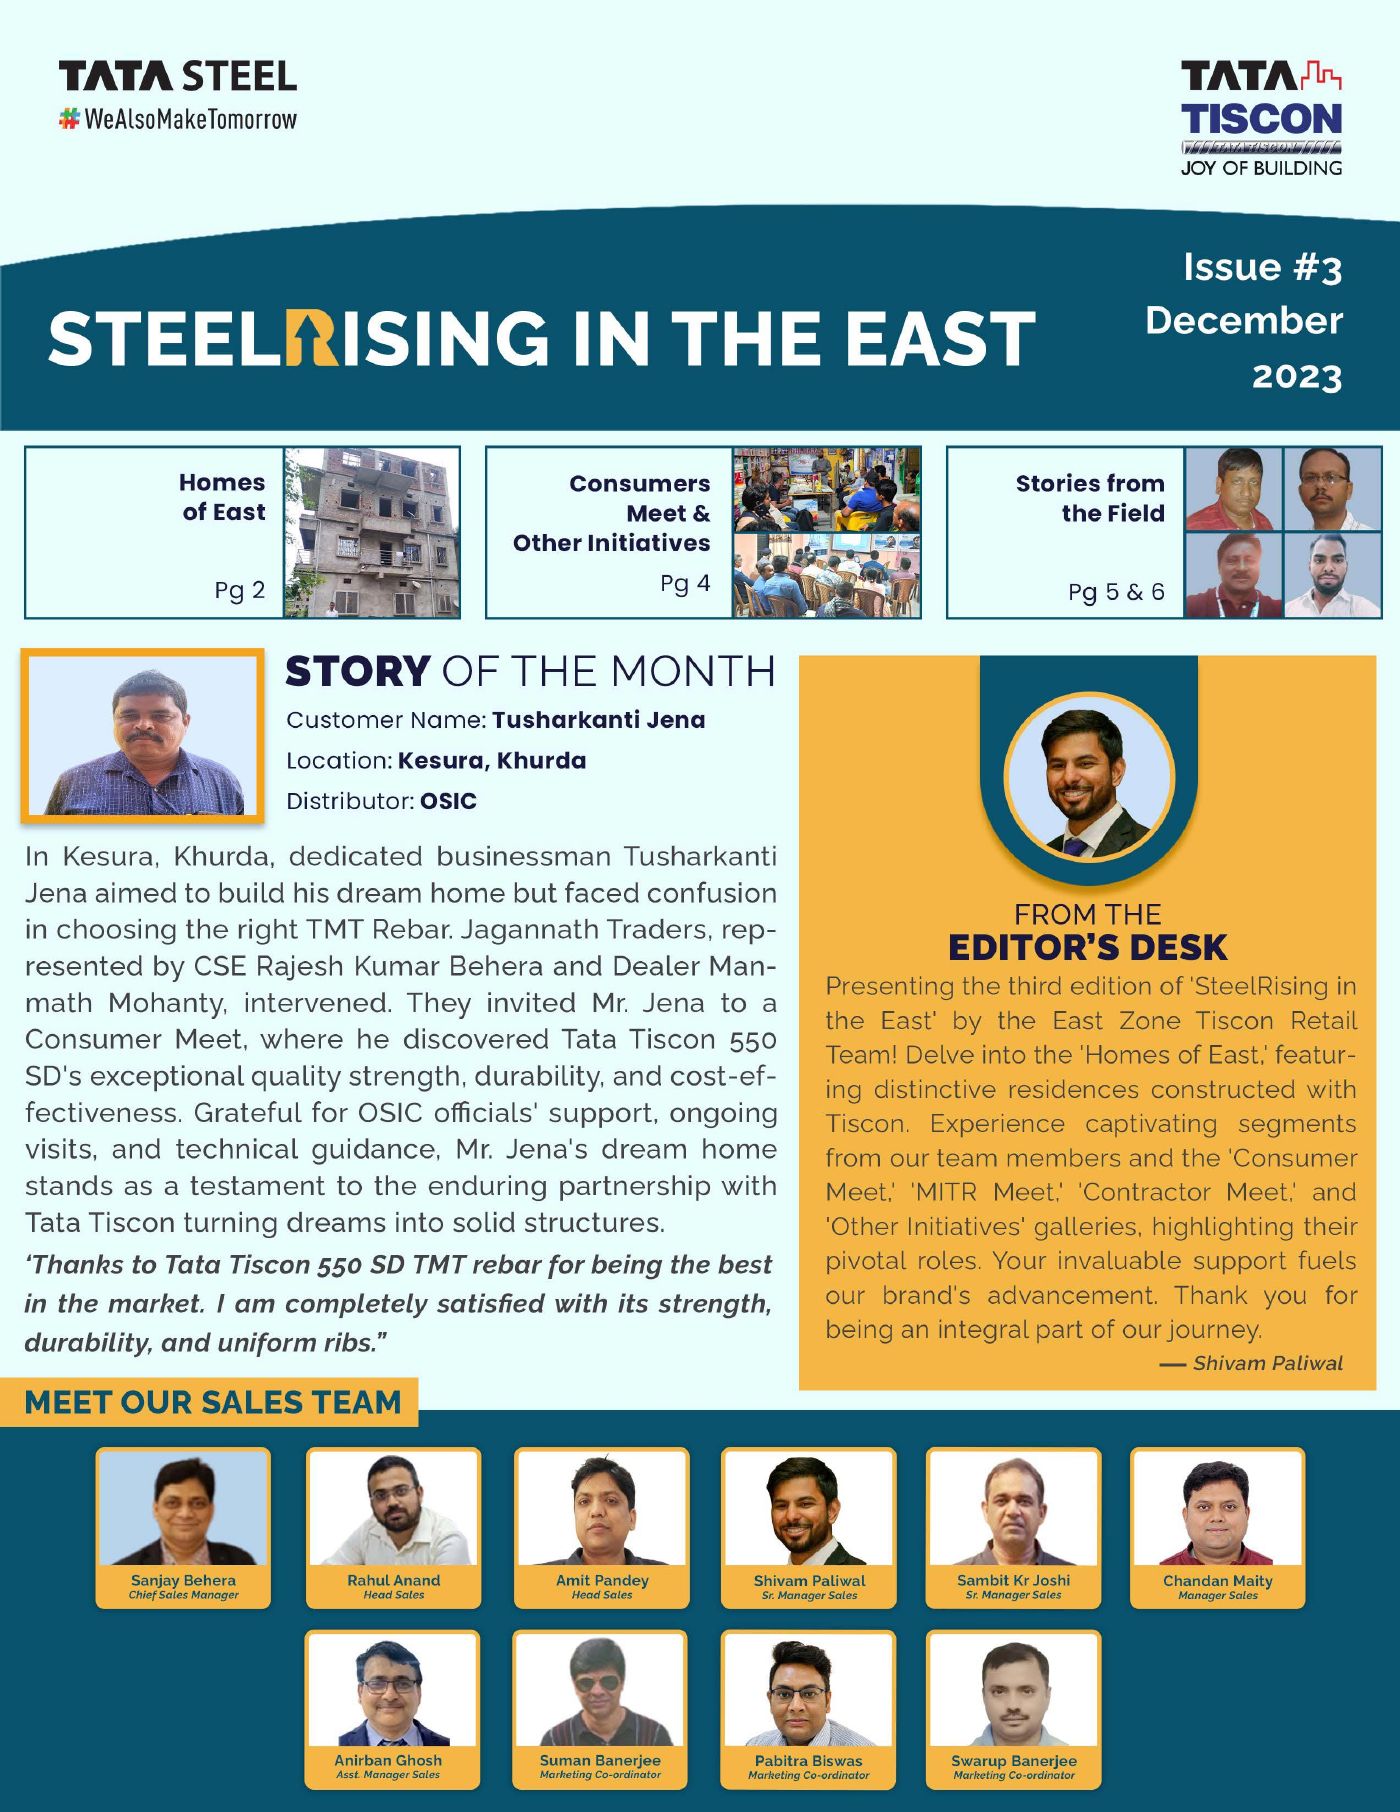 TATA STEEL
#WeAlsoMakeTomorrow
TATA
TISCON
TATA TISCON
JOY OF BUILDING
Issue #3
December
2023
STEELRISING IN THE EAST
Homes
of East
Pg 2
Consumers
Meet &
Other Initiatives
Pg 4
Stories from
the Field
Pg 5 & 6
STORY OF THE MONTH
Customer Name: Tusharkanti Jena
Location: Kesura, Khurda
Distributor: OSIC
In Kesura, Khurda, dedicated businessman Tusharkanti
Jena aimed to build his dream home but faced confusion
in choosing the right TMT Rebar. Jagannath Traders, rep-
resented by CSE Rajesh Kumar Behera and Dealer Man-
math Mohanty, intervened. They invited Mr. Jena to a
Consumer Meet, where he discovered Tata Tiscon 550
SD's exceptional quality strength, durability, and cost-ef-
fectiveness. Grateful for OSIC officials' support, ongoing
visits, and technical guidance, Mr. Jena's dream home
stands as a testament to the enduring partnership with
Tata Tiscon turning dreams into solid structures.
‘Thanks to Tata Tiscon 550 SD TMT rebar for being the best
in the market. I am completely satisfied with its strength,
durability, and uniform ribs.”
FROM THE
EDITOR’S DESK
Presenting the third edition of 'SteelRising in
the East' by the East Zone Tiscon Retail
Team! Delve into the 'Homes of East,' featur-
ing distinctive residences constructed with
Tiscon. Experience captivating segments
from our team members and the 'Consumer
Meet,' 'MITR Meet,' 'Contractor Meet,' and
'Other Initiatives' galleries, highlighting their
pivotal roles. Your invaluable support fuels
our brand's advancement. Thank you for
being an integral part of our journey.
— Shivam Paliwal
MEET OUR SALES TEAM
Sanjay Behera
Chief Sales Manager
Rahul Anand
Head Sales
Amit Pandey
Head Sales
Shivam Paliwal
Sr. Manager Sales
Sambit Kr Joshi
Sr. Manager Sales
Chandan Maity
Manager Sales
Anirban Ghosh
Asst. Manager Sales
Suman Banerjee
Marketing Co-ordinator
Pabitra Biswas
Marketing Co-ordinator
Swarup Banerjee
Marketing Co-ordinator